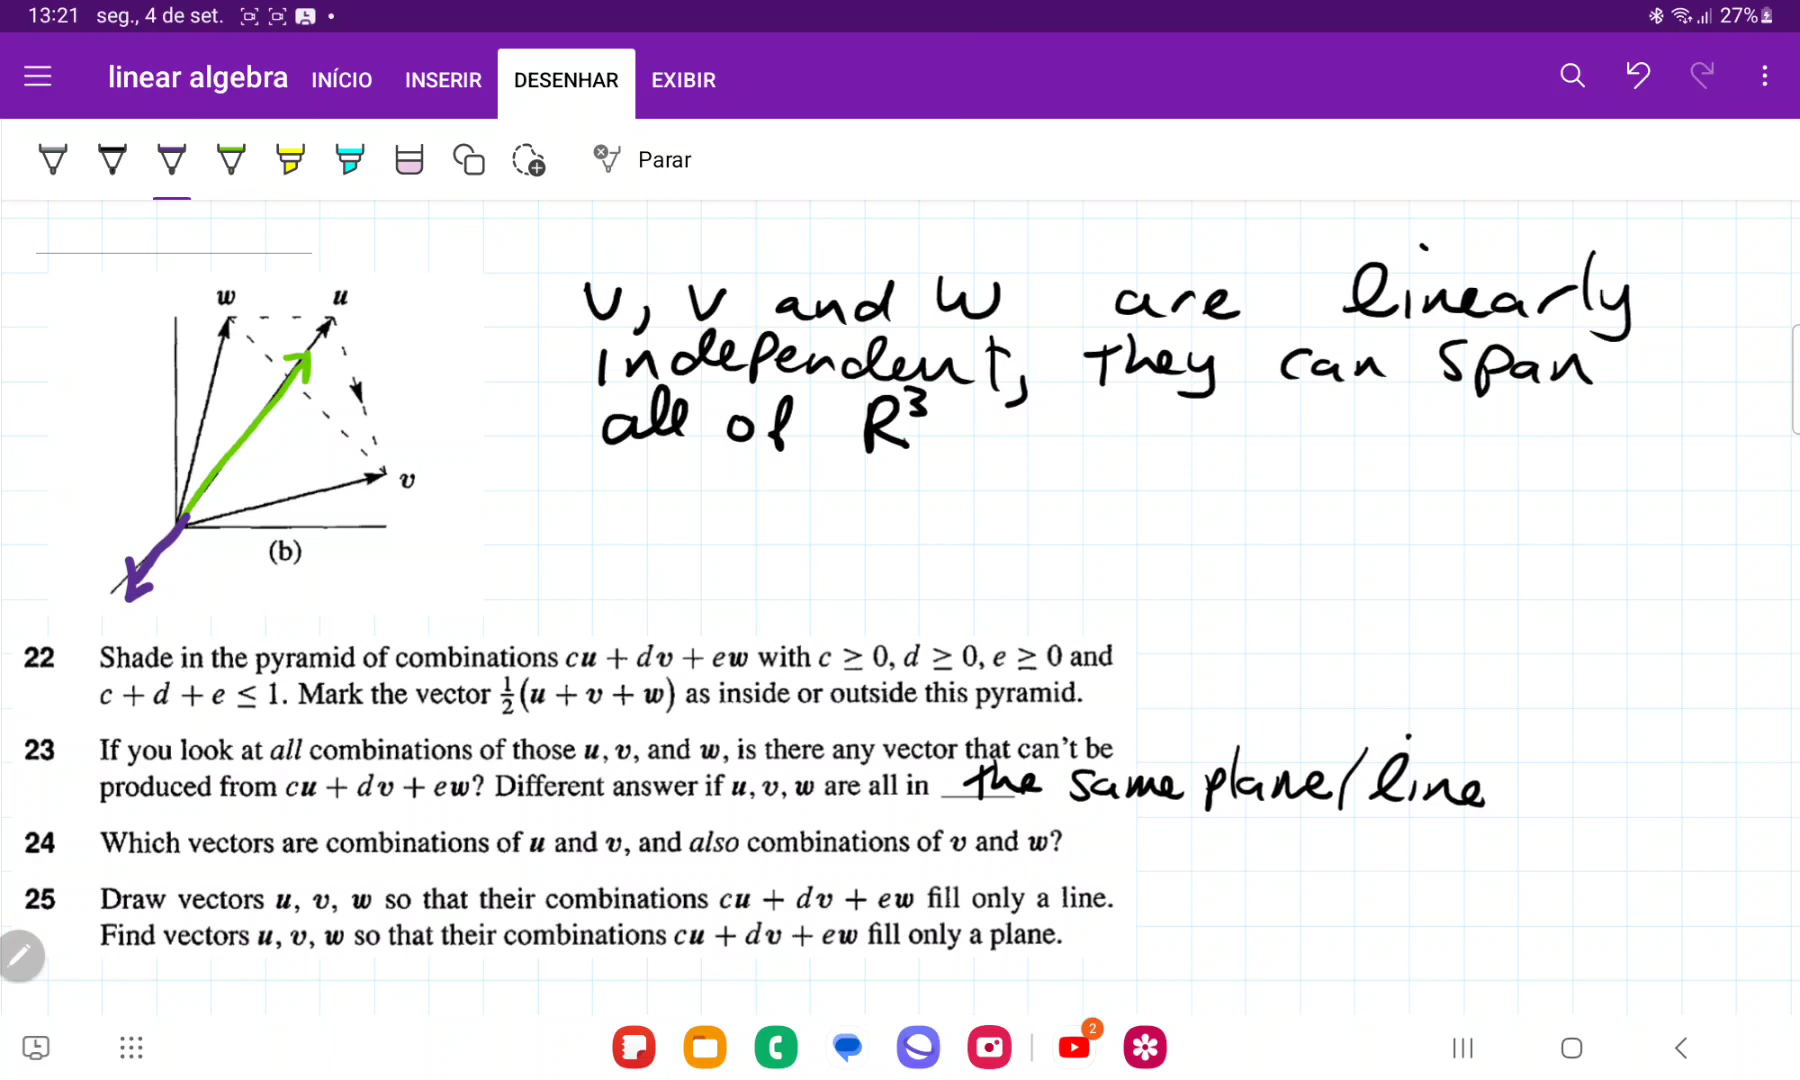 13:21 seg., 4 de set. 27%
linear algebra INÍCIO INSERIR DESENHAR EXIBIR
Parar
w u
v
(b)
U, V and W are linearly
independent, they can span
all of R³
22 Shade in the pyramid of combinations cu + dv + ew with c ≥ 0, d ≥ 0, e ≥ 0 and
c + d + e ≤ 1. Mark the vector ½(u + v + w) as inside or outside this pyramid.
23 If you look at all combinations of those u, v, and w, is there any vector that can't be
produced from cu + dv + ew? Different answer if u, v, w are all in ____ the same plane/line
24 Which vectors are combinations of u and v, and also combinations of v and w?
25 Draw vectors u, v, w so that their combinations cu + dv + ew fill only a line.
Find vectors u, v, w so that their combinations cu + dv + ew fill only a plane.
2